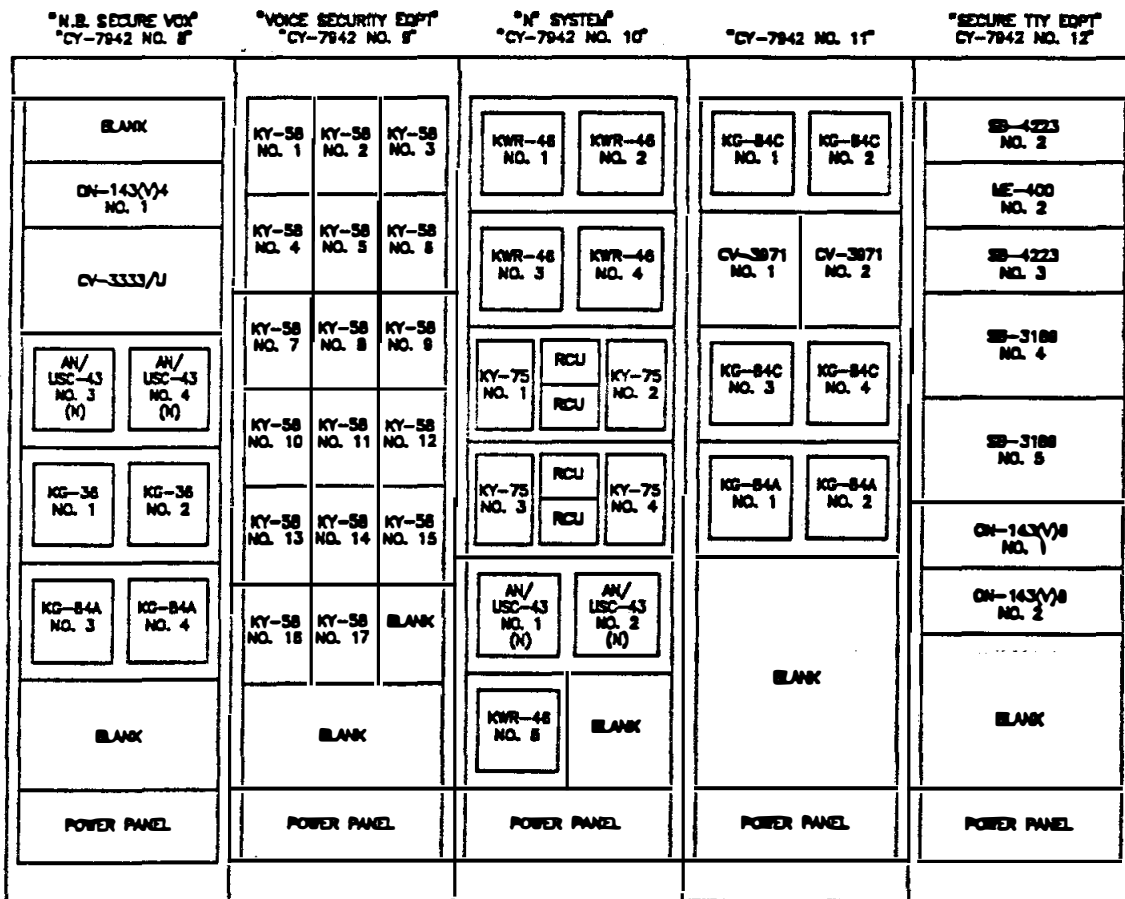 "N.B. SECURE VOX"
"CY-7942 NO. 8"
BLANK
ON-143(V)4
NO. 1
CV-3333/U
AN/
USC-43
NO. 3
(N)
AN/
USC-43
NO. 4
(N)
KG-36
NO. 1
KG-36
NO. 2
KG-84A
NO. 3
KG-84A
NO. 4
BLANK
POWER PANEL
"VOICE SECURITY EQPT"
"CY-7942 NO. 9"
KY-58
NO. 1
KY-58
NO. 2
KY-58
NO. 3
KY-58
NO. 4
KY-58
NO. 5
KY-58
NO. 6
KY-58
NO. 7
KY-58
NO. 8
KY-58
NO. 9
KY-58
NO. 10
KY-58
NO. 11
KY-58
NO. 12
KY-58
NO. 13
KY-58
NO. 14
KY-58
NO. 15
KY-58
NO. 16
KY-58
NO. 17
BLANK
BLANK
POWER PANEL
"N" SYSTEM"
"CY-7942 NO. 10"
KWR-46
NO. 1
KWR-46
NO. 2
KWR-46
NO. 3
KWR-46
NO. 4
KY-75
NO. 1
RCU
RCU
KY-75
NO. 2
KY-75
NO. 3
RCU
RCU
KY-75
NO. 4
AN/
USC-43
NO. 1
(N)
AN/
USC-43
NO. 2
(N)
KWR-46
NO. 5
BLANK
POWER PANEL
"CY-7942 NO. 11"
KG-84C
NO. 1
KG-84C
NO. 2
CV-3971
NO. 1
CV-3971
NO. 2
KG-84C
NO. 3
KG-84C
NO. 4
KG-84A
NO. 1
KG-84A
NO. 2
BLANK
POWER PANEL
"SECURE TTY EQPT"
CY-7942 NO. 12"
SB-4223
NO. 2
ME-400
NO. 2
SB-4223
NO. 3
SB-3189
NO. 4
SB-3189
NO. 5
ON-143(V)6
NO. 1
ON-143(V)6
NO. 2
BLANK
POWER PANEL